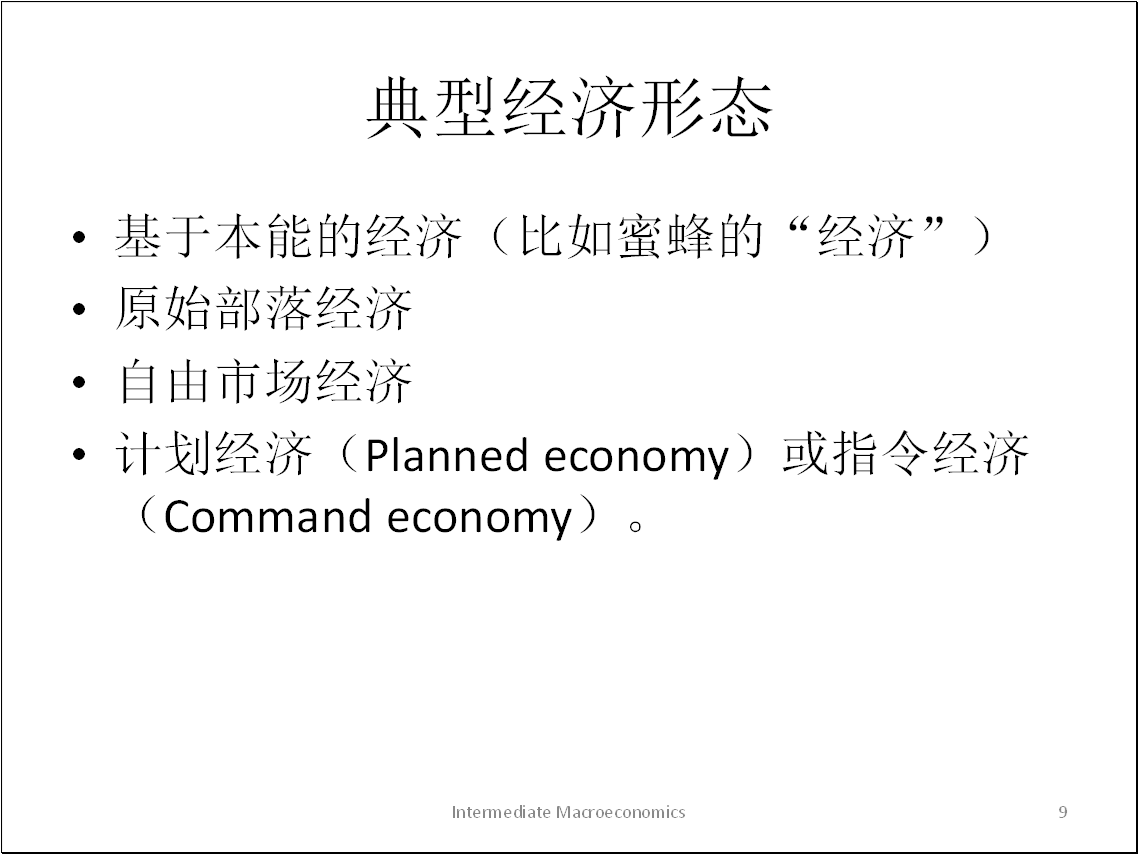 典型经济形态
• 基于本能的经济（比如蜜蜂的“经济”）
• 原始部落经济
• 自由市场经济
• 计划经济（Planned economy）或指令经济
（Command economy）。
Intermediate Macroeconomics
9